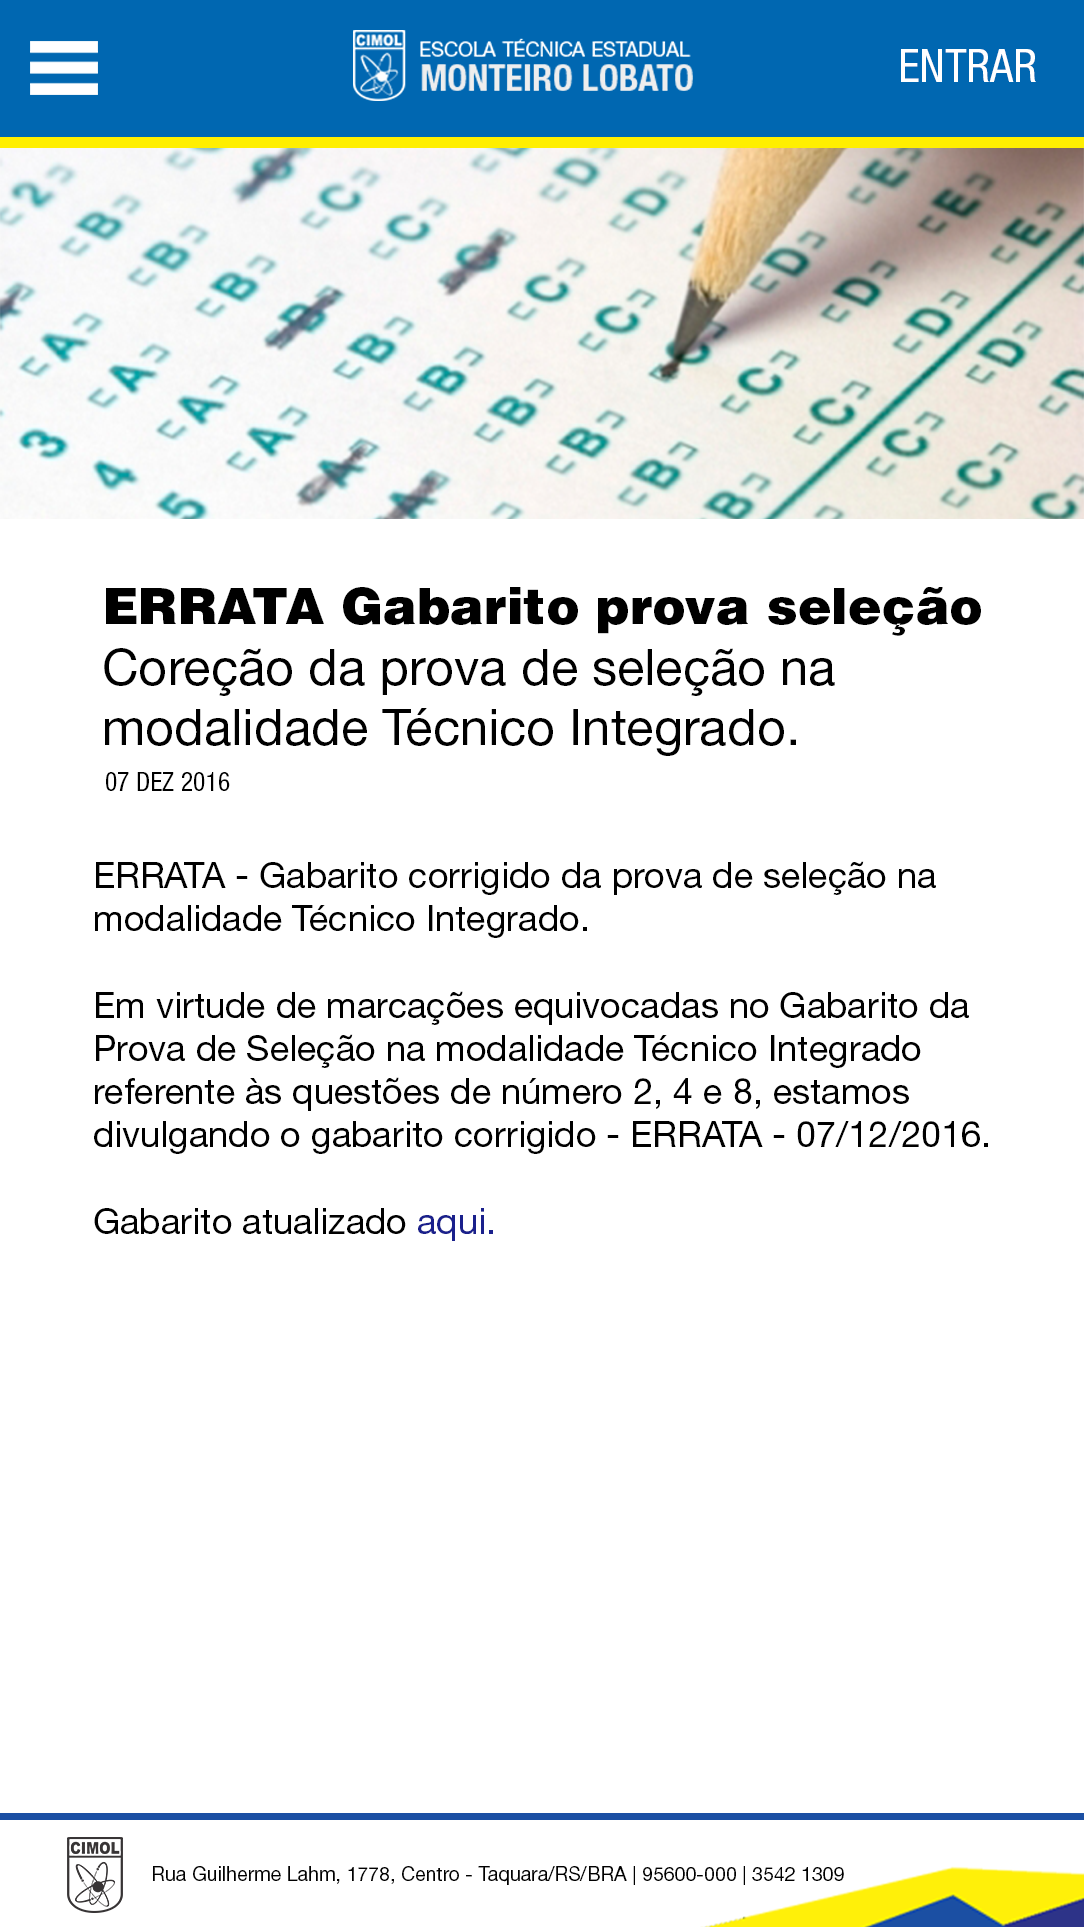 CIMOL
ESCOLA TÉCNICA ESTADUAL
MONTEIRO LOBATO
ENTRAR
ERRATA Gabarito prova seleção
Coreção da prova de seleção na
modalidade Técnico Integrado.
07 DEZ 2016
ERRATA - Gabarito corrigido da prova de seleção na
modalidade Técnico Integrado.
Em virtude de marcações equivocadas no Gabarito da
Prova de Seleção na modalidade Técnico Integrado
referente às questões de número 2, 4 e 8, estamos
divulgando o gabarito corrigido - ERRATA - 07/12/2016.
Gabarito atualizado aqui.
CIMOL
Rua Guilherme Lahm, 1778, Centro - Taquara/RS/BRA | 95600-000 | 3542 1309